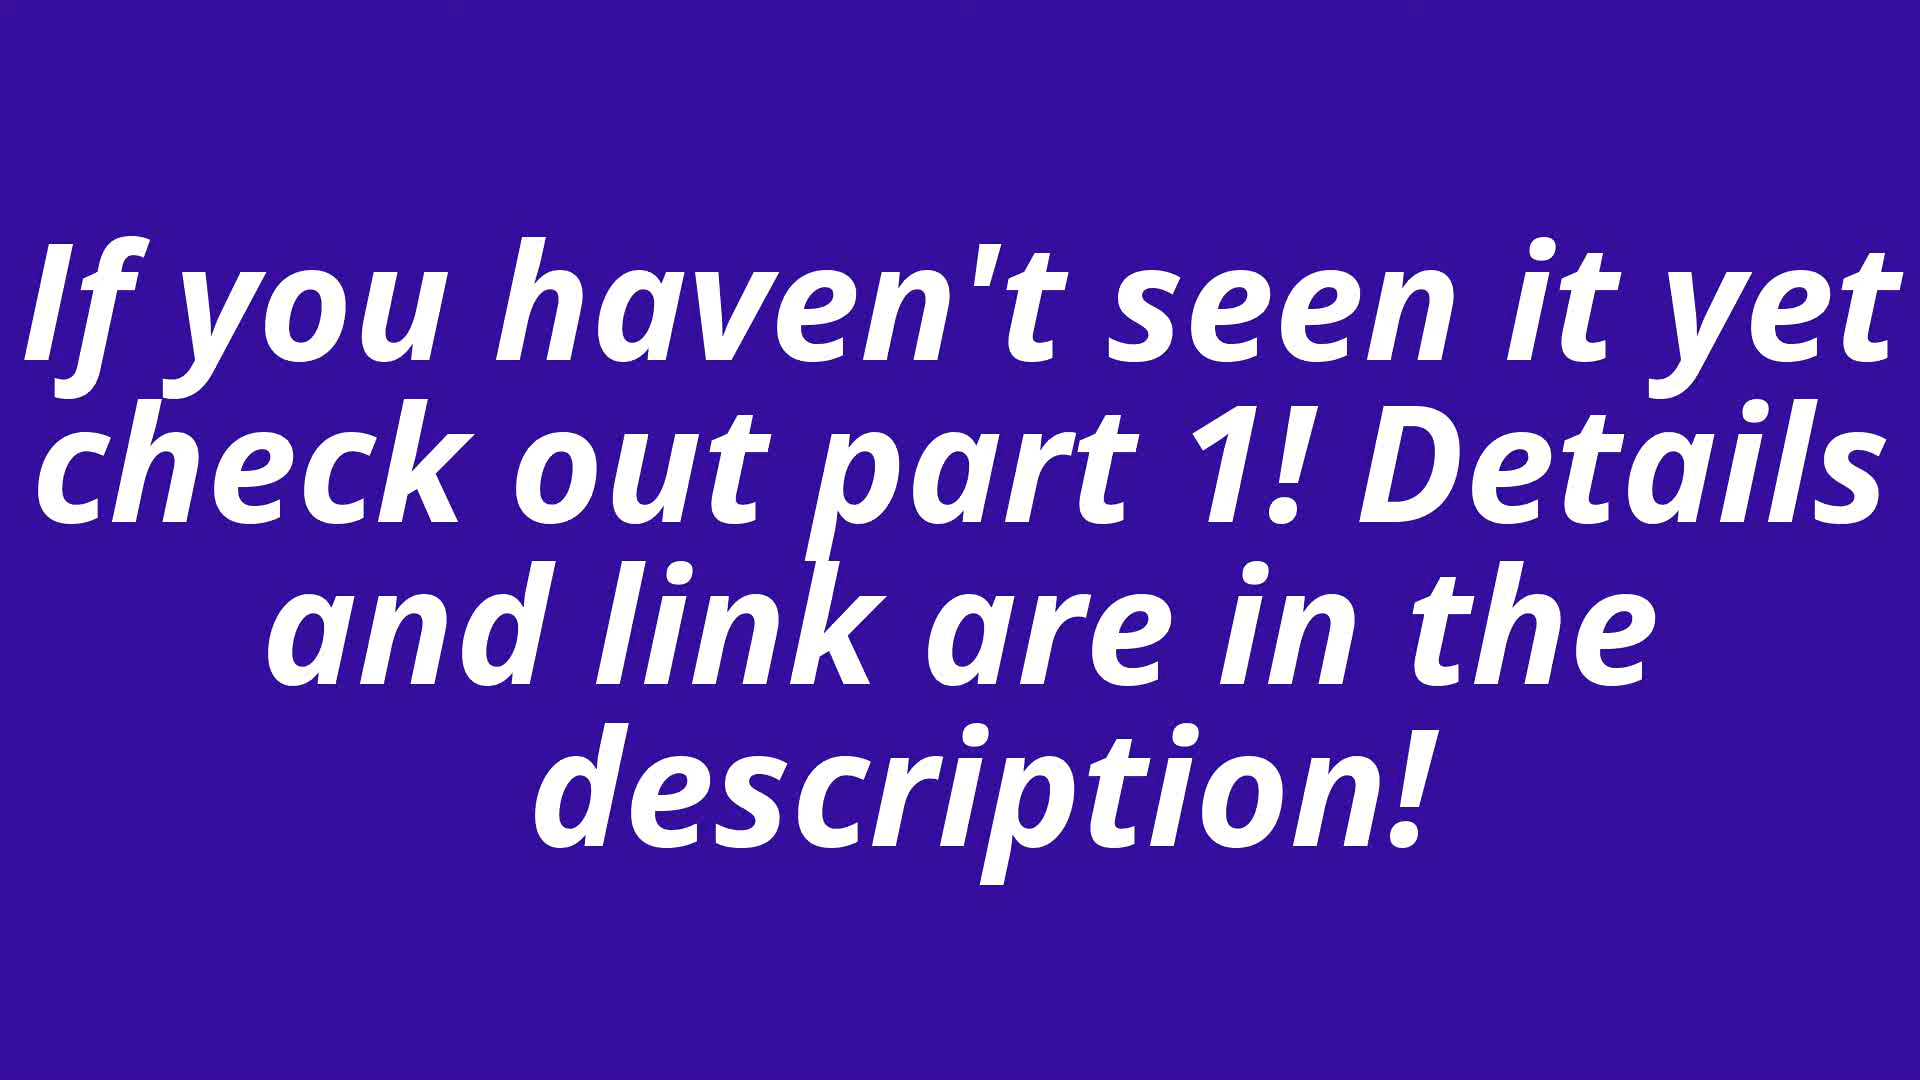 If you haven't seen it yet
check out part 1! Details
and link are in the
description!